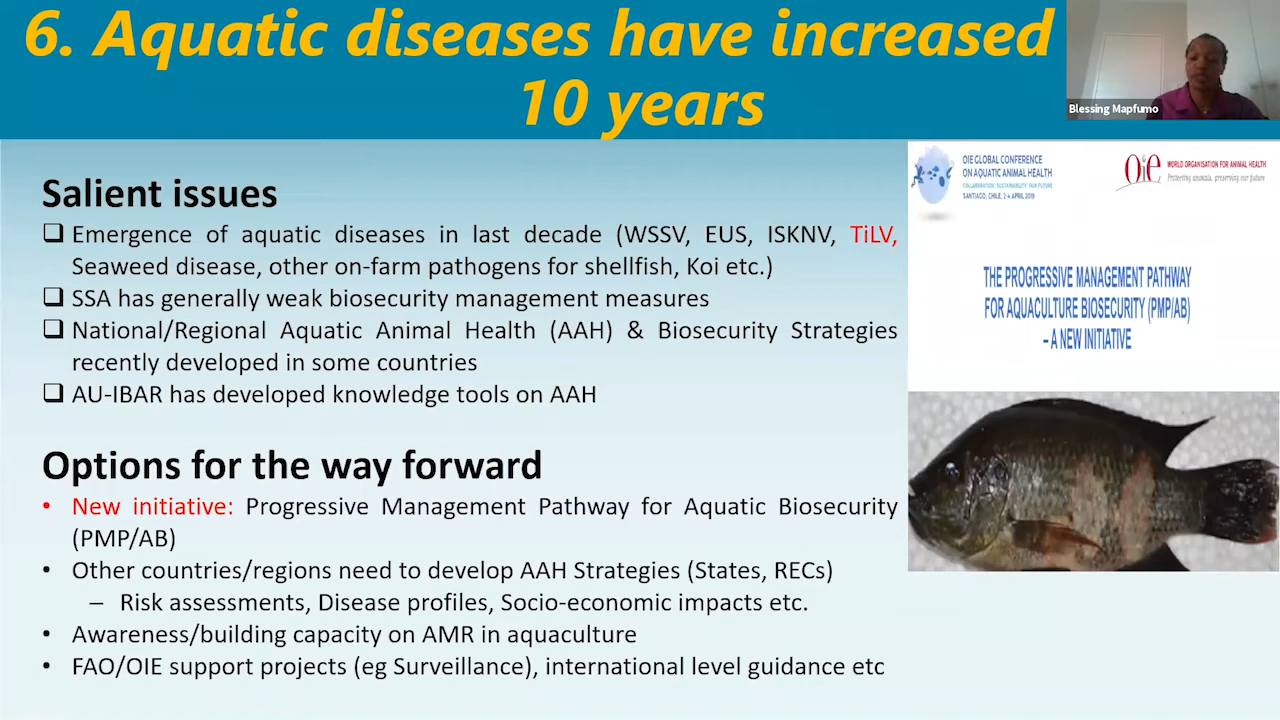 6. Aquatic diseases have increased
10 years
Blessing Mapfumo
Salient issues
Emergence of aquatic diseases in last decade (WSSV, EUS, ISKNV, TiLV,
Seaweed disease, other on-farm pathogens for shellfish, Koi etc.)
SSA has generally weak biosecurity management measures
National/Regional Aquatic Animal Health (AAH) & Biosecurity Strategies
recently developed in some countries
AU-IBAR has developed knowledge tools on AAH
Options for the way forward
• New initiative: Progressive Management Pathway for Aquatic Biosecurity
(PMP/AB)
• Other countries/regions need to develop AAH Strategies (States, RECs)
– Risk assessments, Disease profiles, Socio-economic impacts etc.
• Awareness/building capacity on AMR in aquaculture
• FAO/OIE support projects (eg Surveillance), international level guidance etc
OIE GLOBAL CONFERENCE
ON AQUATIC ANIMAL HEALTH
COLLABORATION, SUSTAINABILITY: OUR FUTURE
SANTIAGO, CHILE, 2-4 APRIL 2019
Oie
WORLD ORGANISATION FOR ANIMAL HEALTH
Protecting animals, preserving our future
THE PROGRESSIVE MANAGEMENT PATHWAY
FOR AQUACULTURE BIOSECURITY (PMP/AB)
– A NEW INITIATIVE